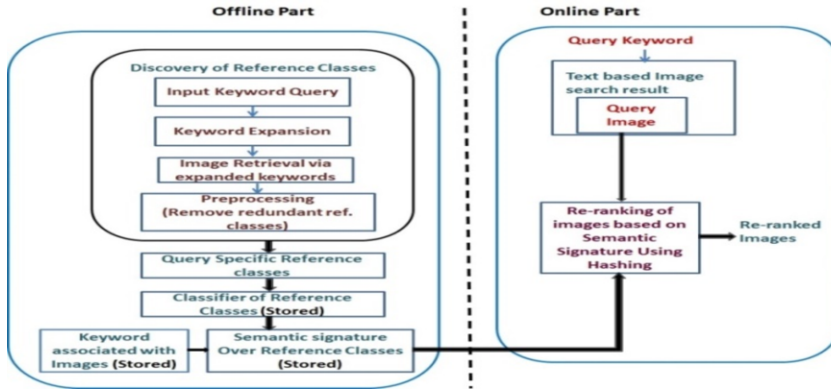 Offline Part
Discovery of Reference Classes
Input Keyword Query
Keyword Expansion
Image Retrieval via
expanded keywords
Preprocessing
(Remove redundant ref.
classes)
Query Specific Reference
classes
Classifier of Reference
Classes (Stored)
Keyword
associated with
Images (Stored)
Semantic signature
Over Reference Classes
(Stored)
Online Part
Query Keyword
Text based Image
search result
Query
Image
Re-ranking of
images based on
Semantic
Signature Using
Hashing
Re-ranked
Images